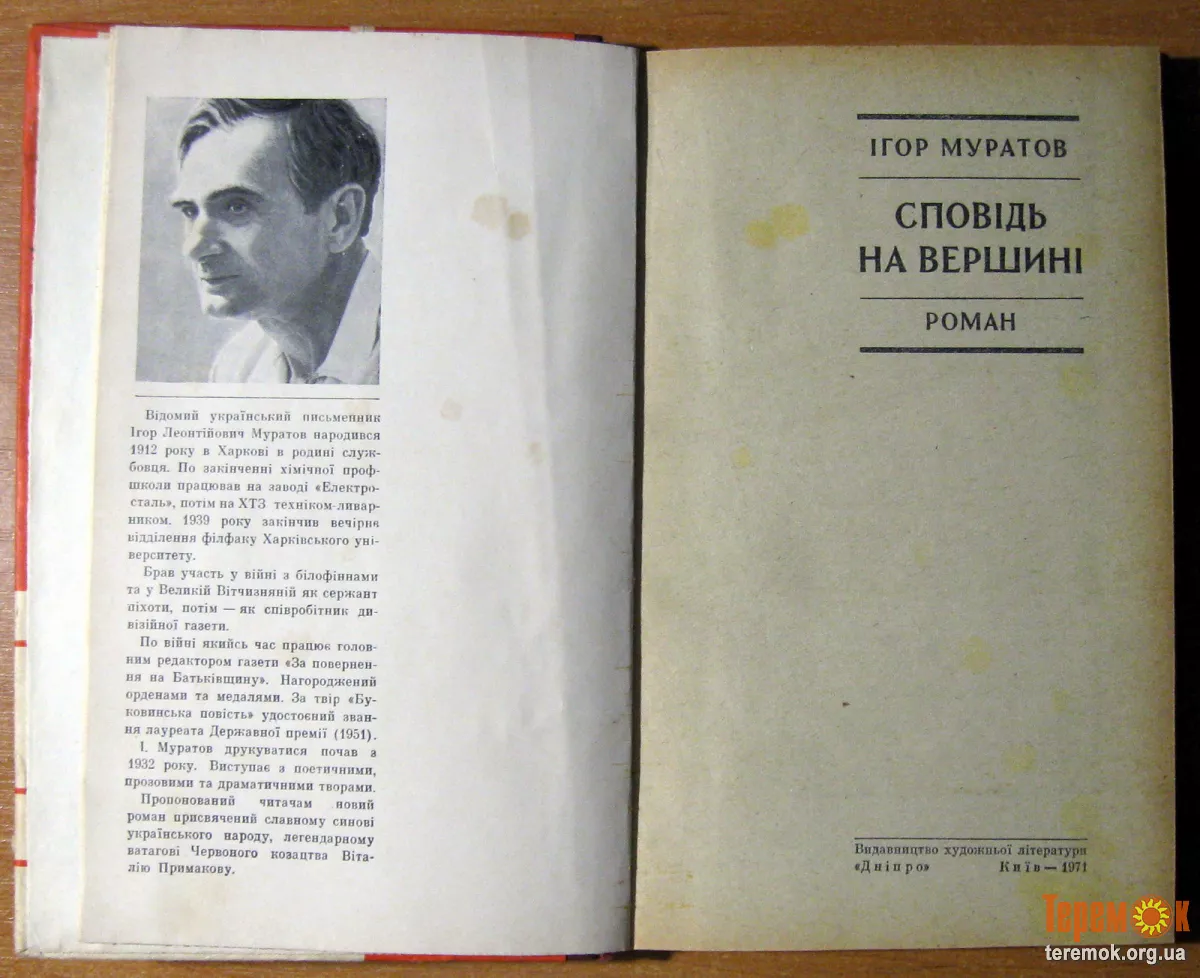 Відомий український письменник
Ігор Леонтійович Муратов народився
1912 року в Харкові в родині служ-
бовця. По закінченні хімічної проф-
школи працював на заводі «Електро-
сталь», потім на ХТЗ техніком-ливар-
ником. 1939 року закінчив вечірнє
відділення філфаку Харківського уні-
верситету.
Брав участь у війні з білофіннами
та у Великій Вітчизняній як сержант
піхоти, потім — як співробітник ди-
візійної газети.
По війні якийсь час працює голов-
ним редактором газети «За повернен-
ня на Батьківщину». Нагороджений
орденами та медалями. За твір «Бу-
ковинська повість» удостоєний зван-
ня лауреата Державної премії (1951).
І. Муратов друкуватися почав з
1932 року. Виступає з поетичними,
прозовими та драматичними творами.
Пропонований читачам новий
роман присвячений славному синові
українського народу, легендарному
ватагові Червоного козацтва Віта-
лію Примакову.
ІГОР МУРАТОВ
СПОВІДЬ
НА ВЕРШИНІ
РОМАН
Видавництво художньої літератури
«Дніпро» Київ — 1971
Теремок
teremok.org.ua